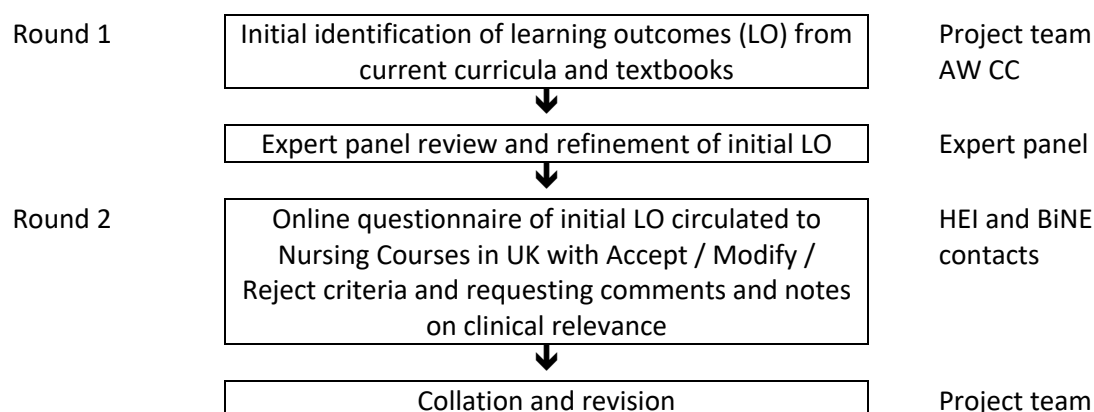 Round 1
Initial identification of learning outcomes (LO) from
current curricula and textbooks
Project team
AW CC
Expert panel review and refinement of initial LO
Expert panel
Round 2
Online questionnaire of initial LO circulated to
Nursing Courses in UK with Accept / Modify /
Reject criteria and requesting comments and notes
on clinical relevance
HEI and BiNE
contacts
Collation and revision
Project team